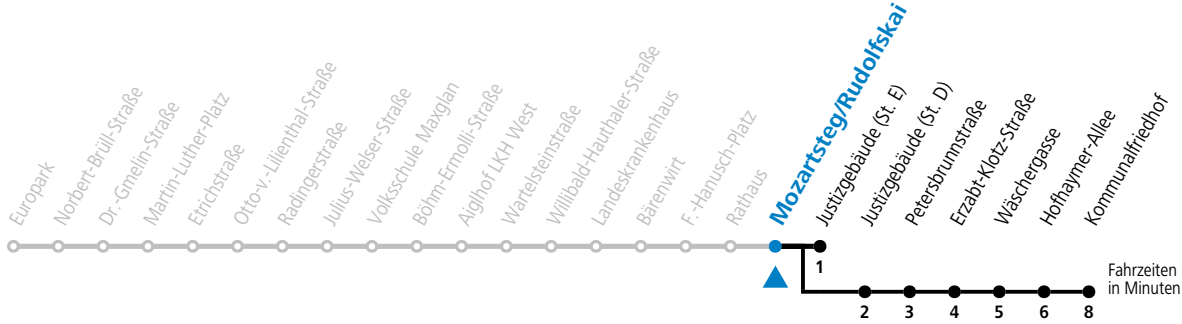 Europark
Norbert-Brüll-Straße
Dr.-Gmelin-Straße
Martin-Luther-Platz
Etrichstraße
Otto-v.-Lilienthal-Straße
Radingerstraße
Julius-Welser-Straße
Volksschule Maxglan
Böhm-Ermolli-Straße
Aiglhof LKH West
Wartelsteinstraße
Willibald-Hauthaler-Straße
Landeskrankenhaus
Bärenwirt
F.-Hanusch-Platz
Rathaus
Mozartsteg/Rudolfskai
Justizgebäude (St. E)
Justizgebäude (St. D)
Petersbrunnstraße
Erzabt-Klotz-Straße
Wäschergasse
Hofhaymer-Allee
Kommunalfriedhof
1
Fahrzeiten
in Minuten
2 3 4 5 6 8